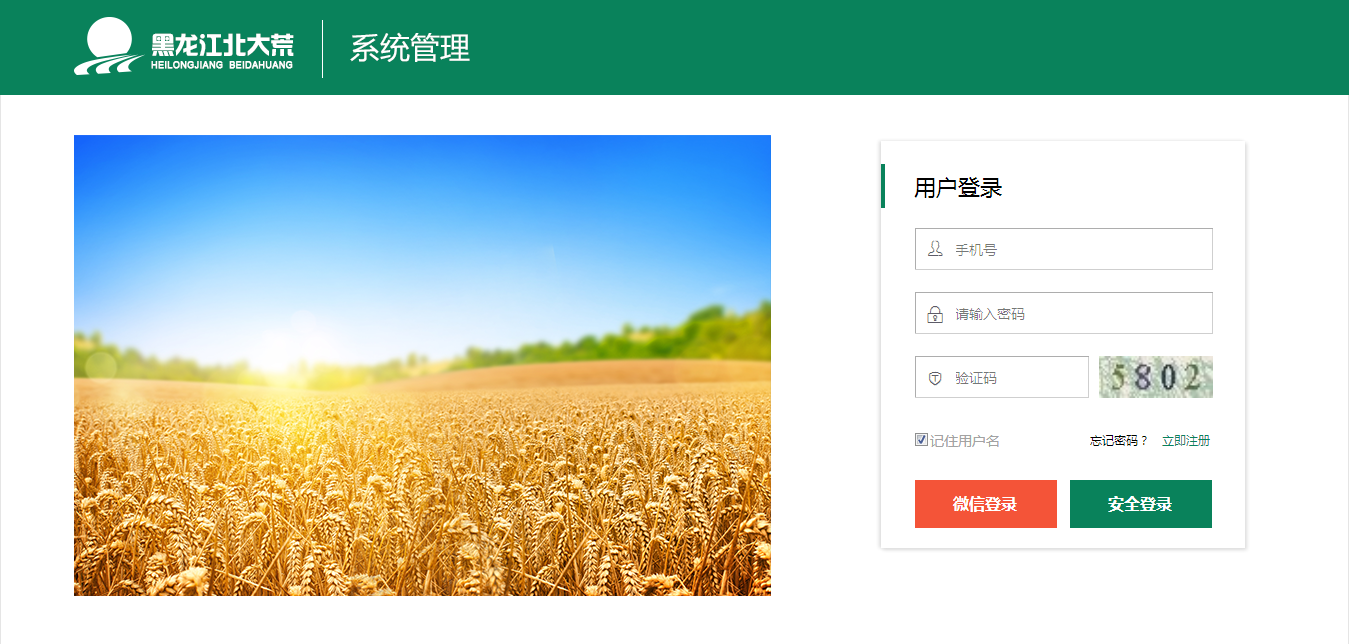 黑龙江北大荒
HEILONGJIANG BEIDAHUANG
系统管理
用户登录
手机号
请输入密码
验证码
5802
记住用户名
忘记密码？ 立即注册
微信登录 安全登录